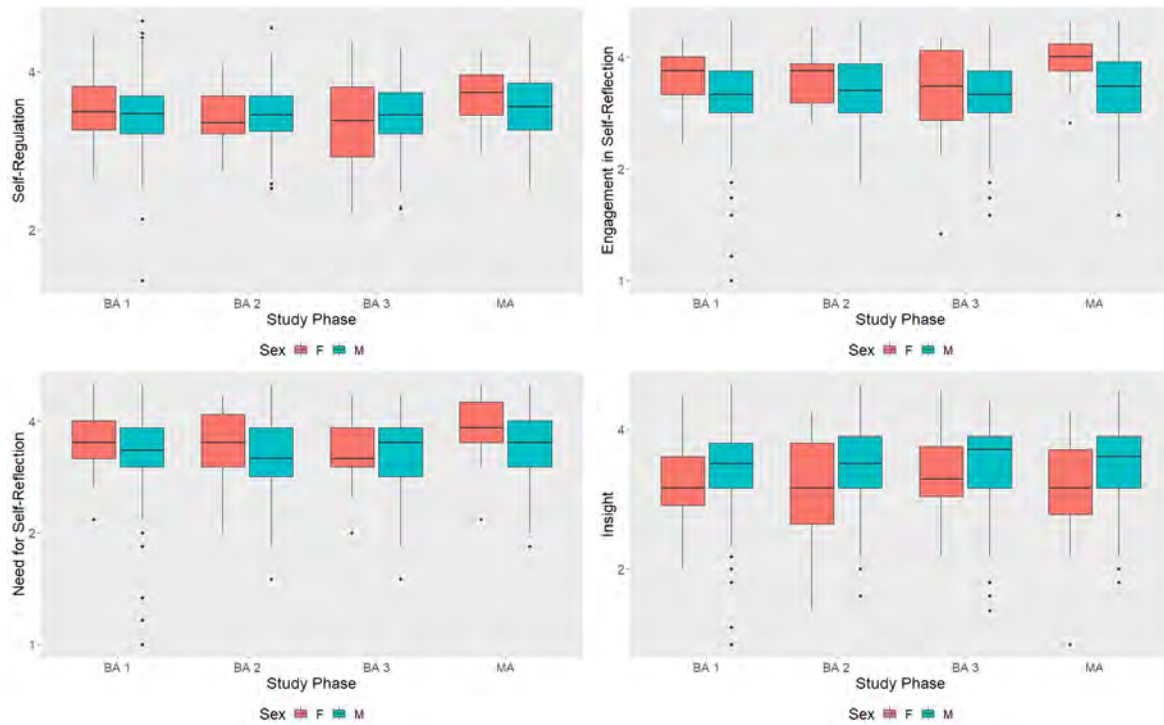 Self-Regulation
4
2
BA 1 BA 2 BA 3 MA
Study Phase
Sex F M
Engagement in Self-Reflection
4
2
1
BA 1 BA 2 BA 3 MA
Study Phase
Sex F M
Need for Self-Reflection
4
2
1
BA 1 BA 2 BA 3 MA
Study Phase
Sex F M
Insight
4
2
BA 1 BA 2 BA 3 MA
Study Phase
Sex F M